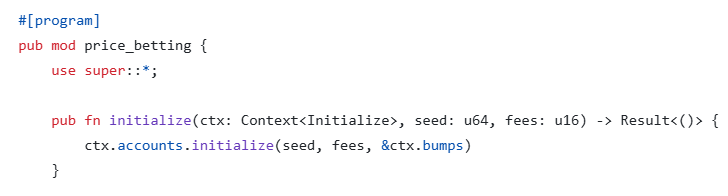 #[program]
pub mod price_betting {
    use super::*;

    pub fn initialize(ctx: Context<Initialize>, seed: u64, fees: u16) -> Result<()> {
        ctx.accounts.initialize(seed, fees, &ctx.bumps)
    }